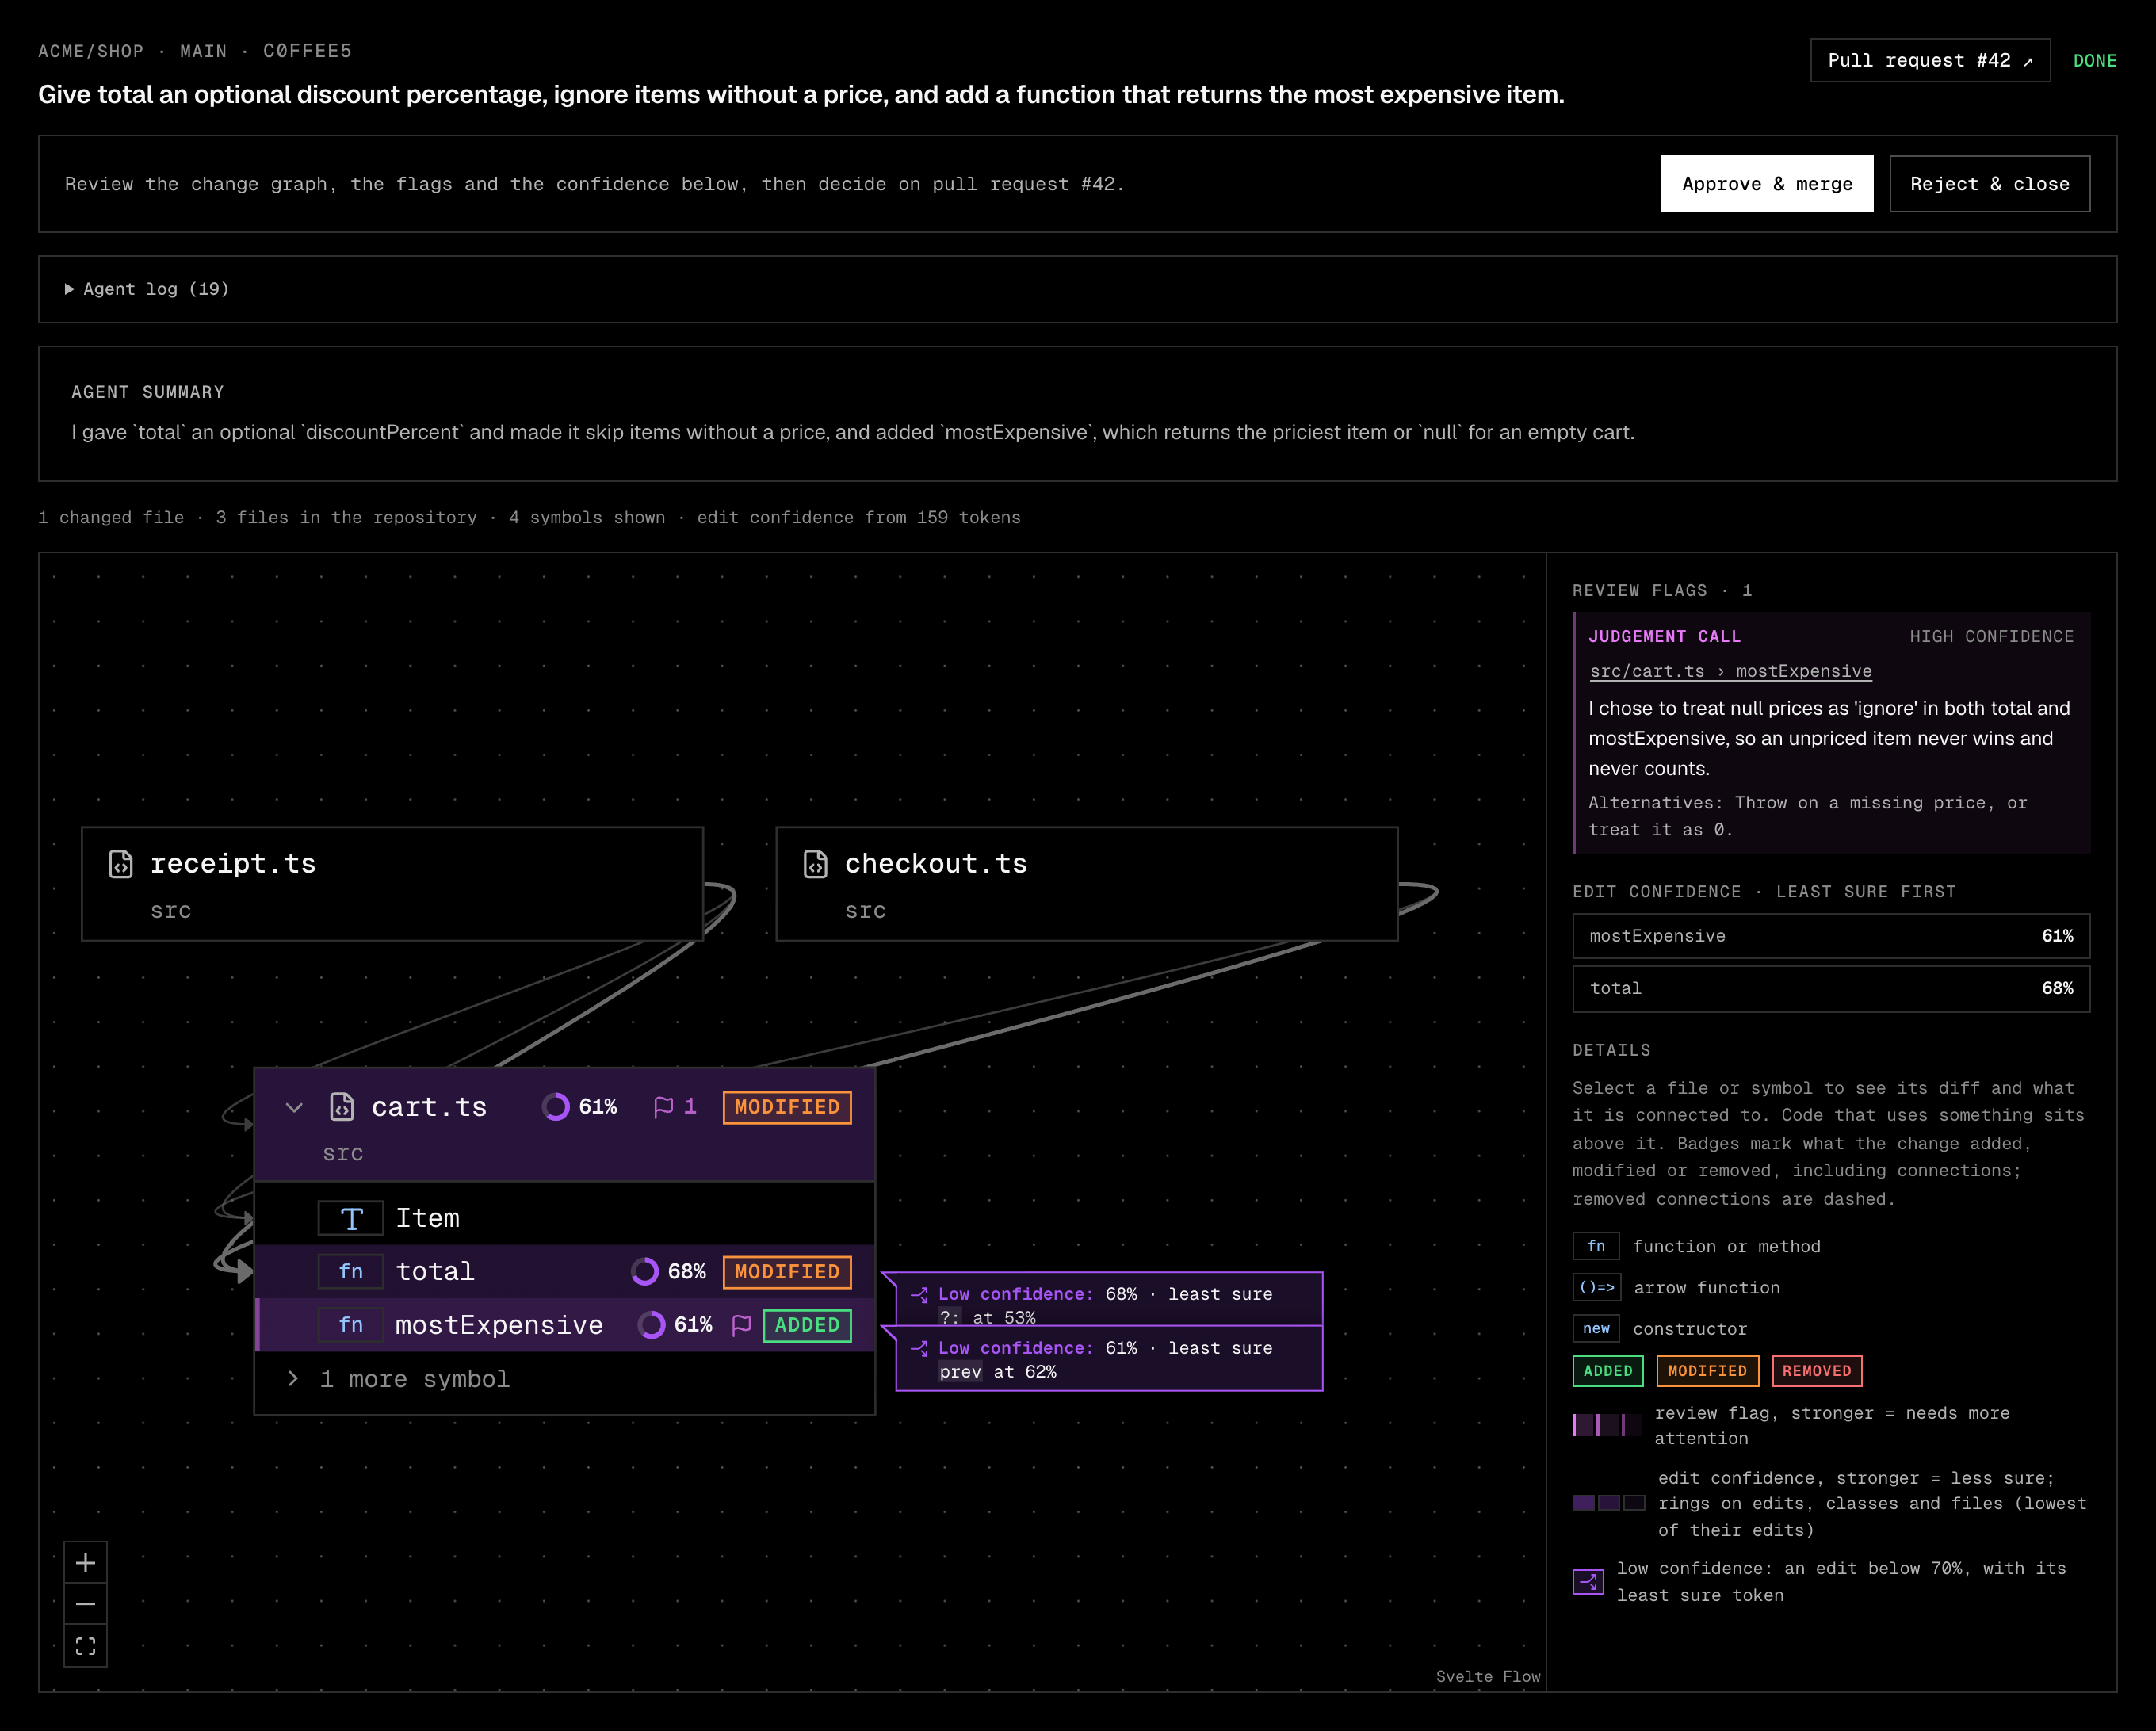 ACME/SHOP · MAIN · C0FFEE5
Pull request #42 ↗
DONE
Give total an optional discount percentage, ignore items without a price, and add a function that returns the most expensive item.
Review the change graph, the flags and the confidence below, then decide on pull request #42.
Approve & merge
Reject & close
Agent log (19)
AGENT SUMMARY
I gave `total` an optional `discountPercent` and made it skip items without a price, and added `mostExpensive`, which returns the priciest item or `null` for an empty cart.
1 changed file · 3 files in the repository · 4 symbols shown · edit confidence from 159 tokens
receipt.ts
src
checkout.ts
src
cart.ts
61%
1
MODIFIED
src
T Item
fn total
68%
MODIFIED
fn mostExpensive
61%
ADDED
1 more symbol
Low confidence: 68% · least sure
?: at 53%
Low confidence: 61% · least sure
prev at 62%
Svelte Flow
REVIEW FLAGS · 1
JUDGEMENT CALL
HIGH CONFIDENCE
src/cart.ts › mostExpensive
I chose to treat null prices as 'ignore' in both total and
mostExpensive, so an unpriced item never wins and
never counts.
Alternatives: Throw on a missing price, or
treat it as 0.
EDIT CONFIDENCE · LEAST SURE FIRST
mostExpensive 61%
total 68%
DETAILS
Select a file or symbol to see its diff and what
it is connected to. Code that uses something sits
above it. Badges mark what the change added,
modified or removed, including connections;
removed connections are dashed.
fn function or method
()=> arrow function
new constructor
ADDED MODIFIED REMOVED
review flag, stronger = needs more
attention
edit confidence, stronger = less sure;
rings on edits, classes and files (lowest
of their edits)
low confidence: an edit below 70%, with its
least sure token